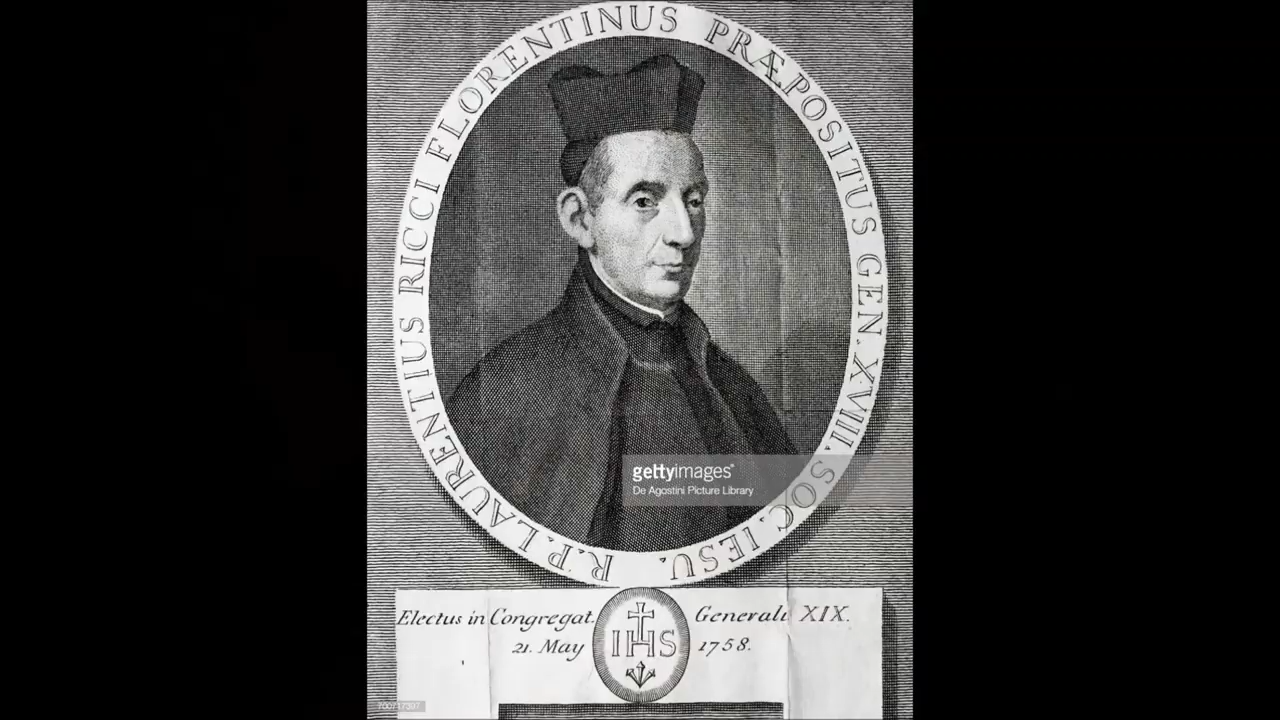 R.P. LAURENTIUS RICCI FLORENTINUS PRÆPOSITUS GEN. XVIII. SOC. IESU.
gettyimages®
De Agostini Picture Library
Electus in Congregat. Generali XIX.
21. May 1758.
IHS
700717397